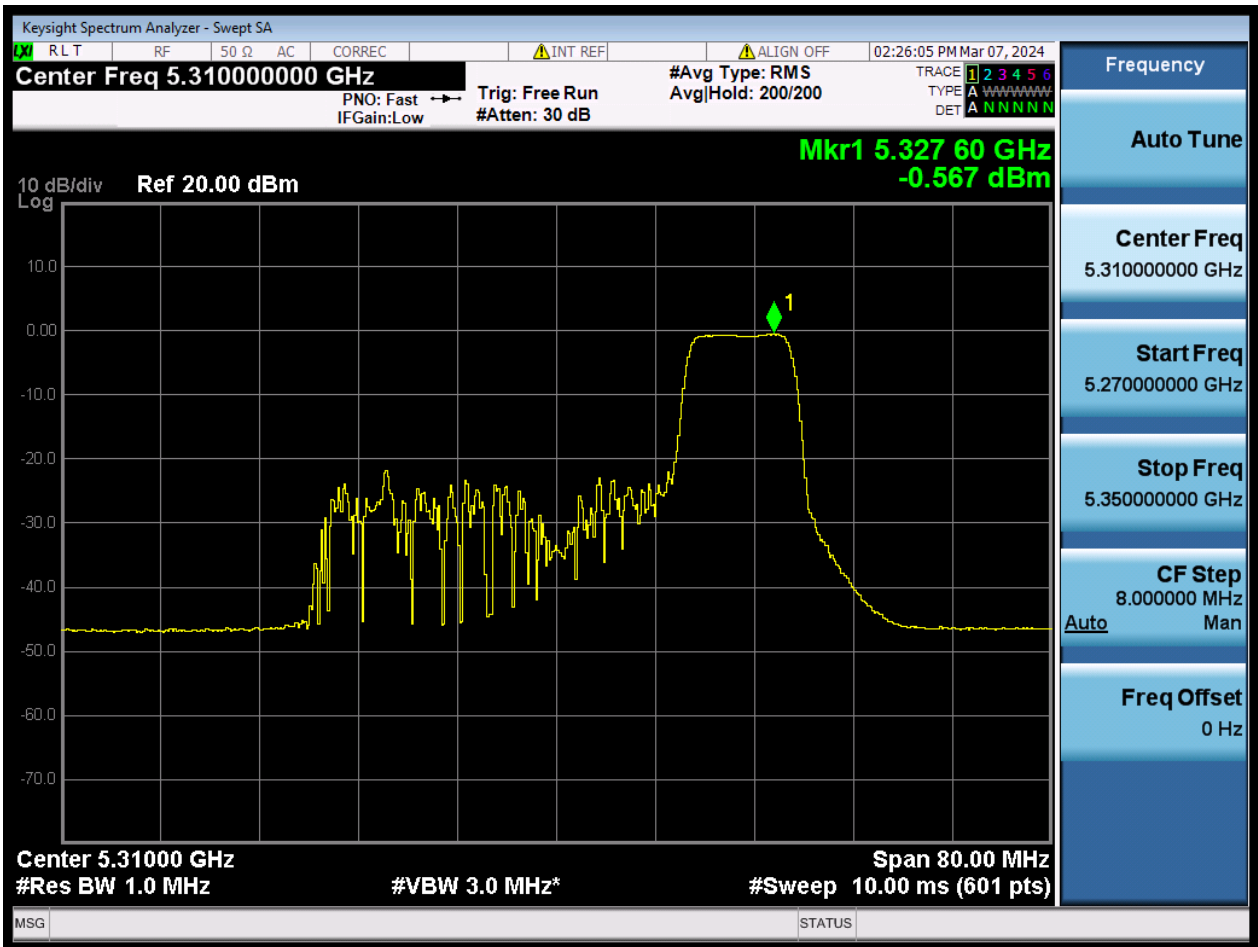 Keysight Spectrum Analyzer - Swept SA
LXI RLT RF 50 Ω AC CORREC INT REF ALIGN OFF 02:26:05 PM Mar 07, 2024
Center Freq 5.310000000 GHz
PNO: Fast
IFGain:Low
Trig: Free Run
#Atten: 30 dB
#Avg Type: RMS
Avg|Hold: 200/200
TRACE 1 2 3 4 5 6
TYPE A WWWWW
DET A N N N N N
Mkr1 5.327 60 GHz
-0.567 dBm
10 dB/div Ref 20.00 dBm
Log
10.0
0.00
-10.0
-20.0
-30.0
-40.0
-50.0
-60.0
-70.0
1
Center 5.31000 GHz Span 80.00 MHz
#Res BW 1.0 MHz #VBW 3.0 MHz* #Sweep 10.00 ms (601 pts)
MSG STATUS
Frequency
Auto Tune
Center Freq
5.310000000 GHz
Start Freq
5.270000000 GHz
Stop Freq
5.350000000 GHz
CF Step
8.000000 MHz
Auto Man
Freq Offset
0 Hz